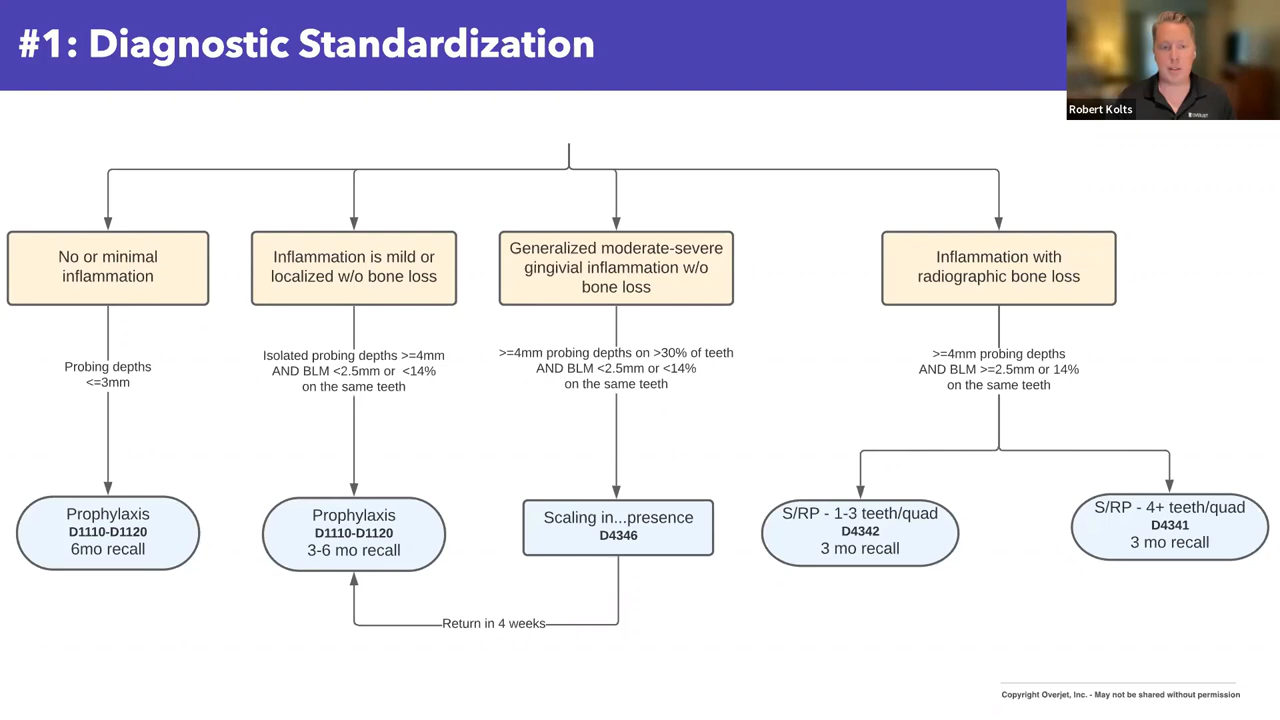 #1: Diagnostic Standardization
Robert Kolts
No or minimal
inflammation
Inflammation is mild or
localized w/o bone loss
Generalized moderate-severe
gingivial inflammation w/o
bone loss
Inflammation with
radiographic bone loss
Probing depths
<=3mm
Isolated probing depths >=4mm
AND BLM <2.5mm or <14%
on the same teeth
>=4mm probing depths on >30% of teeth
AND BLM <2.5mm or <14%
on the same teeth
>=4mm probing depths
AND BLM >=2.5mm or 14%
on the same teeth
Prophylaxis
D1110-D1120
6mo recall
Prophylaxis
D1110-D1120
3-6 mo recall
Scaling in...presence
D4346
S/RP - 1-3 teeth/quad
D4342
3 mo recall
S/RP - 4+ teeth/quad
D4341
3 mo recall
Return in 4 weeks
Copyright Overjet, Inc. - May not be shared without permission